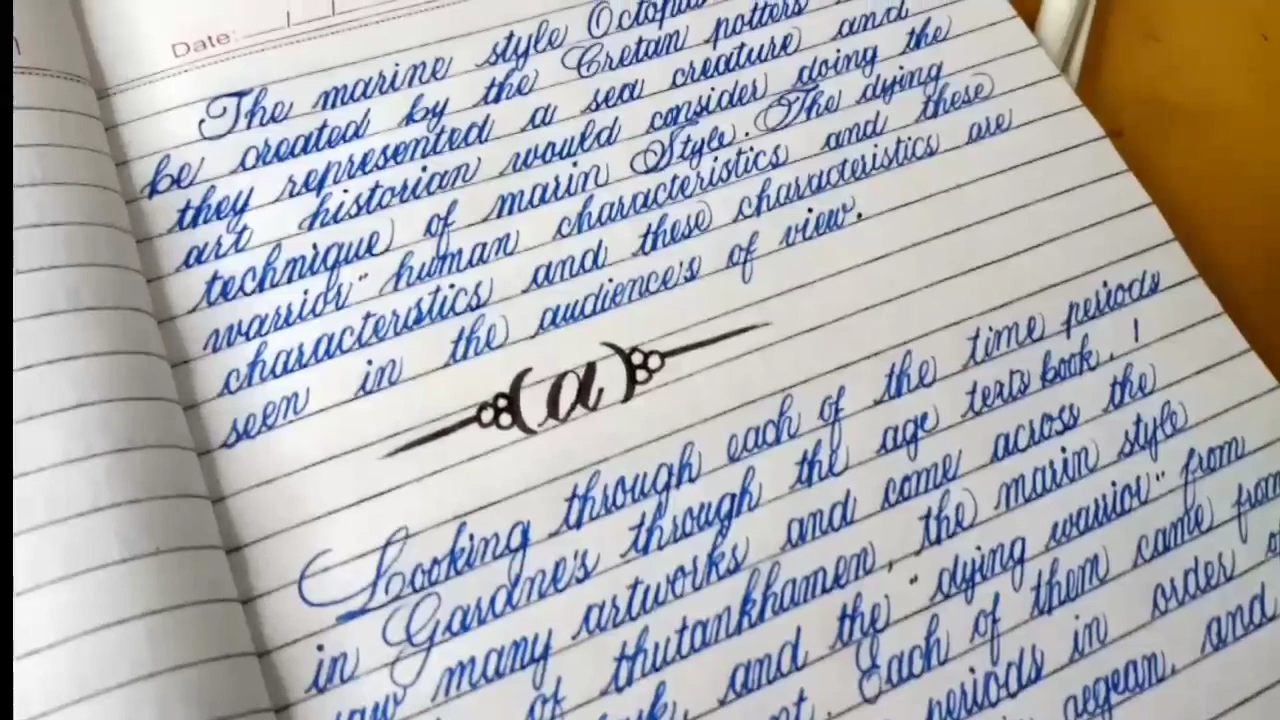 Date:
The marine style
be created by the Cretan potters
they represented a sea creature and
art historian would consider doing the
technique of marin Style. The dying
warrior" human characteristics and these
characteristics and these characteristics are
seen in the audience's of view.
(a)
Looking through each of the time periods
in Gardne's through the age texts book. I
many artworks and come across the
of thutankhamen, the marin style
and the "dying warrior" from
Each of them came from
periods in order
aegean, and